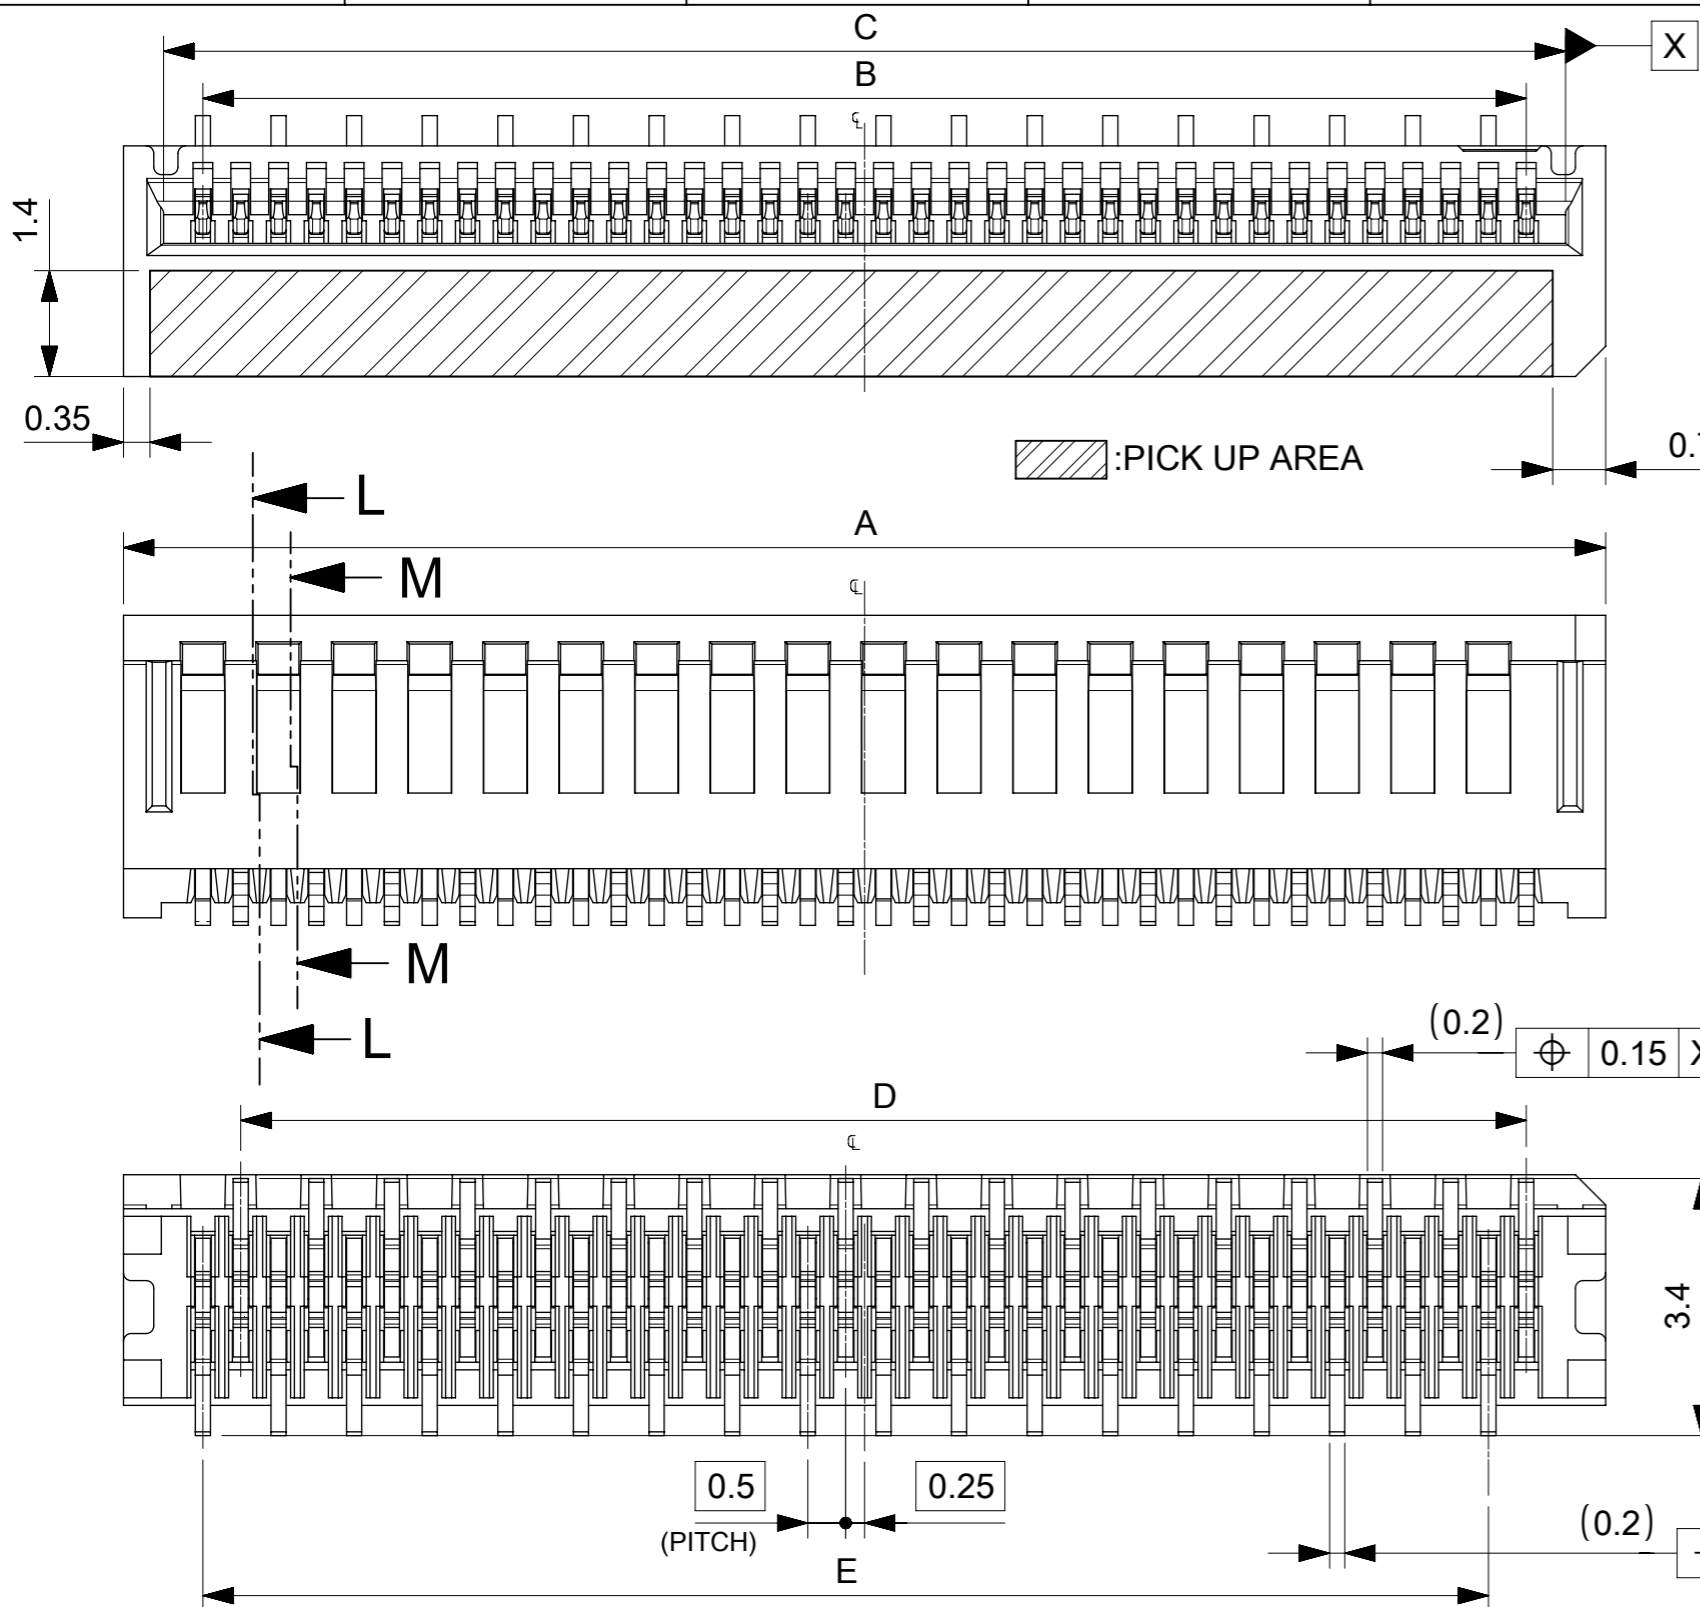 C
X
B
℄
1.4
0.35
:PICK UP AREA
L
A
M
℄
M
L
(0.2)
⌖ 0.15
D
℄
3.4
0.5
0.25
(PITCH)
(0.2)
E